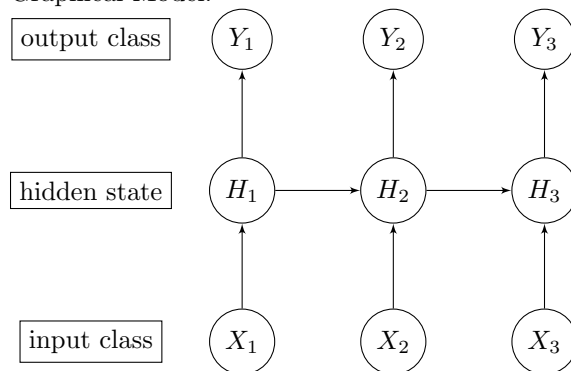 Graphical Model:
output class Y₁ Y₂ Y₃
hidden state H₁ H₂ H₃
input class X₁ X₂ X₃